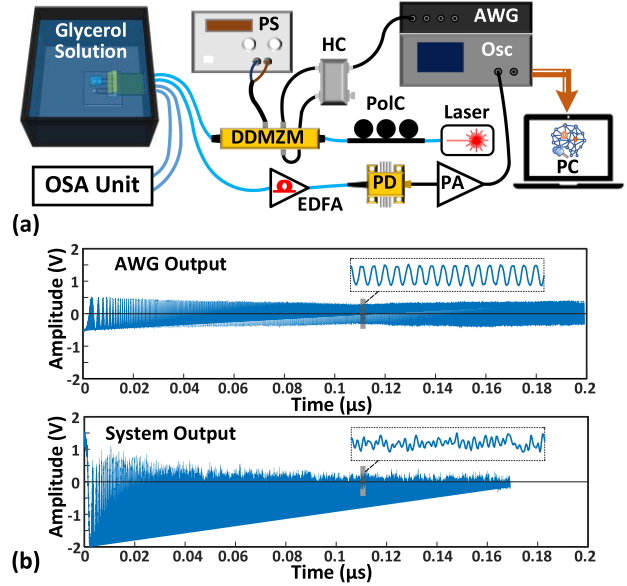 Glycerol
Solution
PS
HC
AWG
Osc
PolC
Laser
DDMZM
PC
OSA Unit
EDFA
PD
PA
(a)
AWG Output
Amplitude (V)
2
1
0
-1
-2
0 0.02 0.04 0.06 0.08 0.1 0.12 0.14 0.16 0.18 0.2
Time (µs)
System Output
Amplitude (V)
2
1
0
-1
-2
0 0.02 0.04 0.06 0.08 0.1 0.12 0.14 0.16 0.18 0.2
Time (µs)
(b)